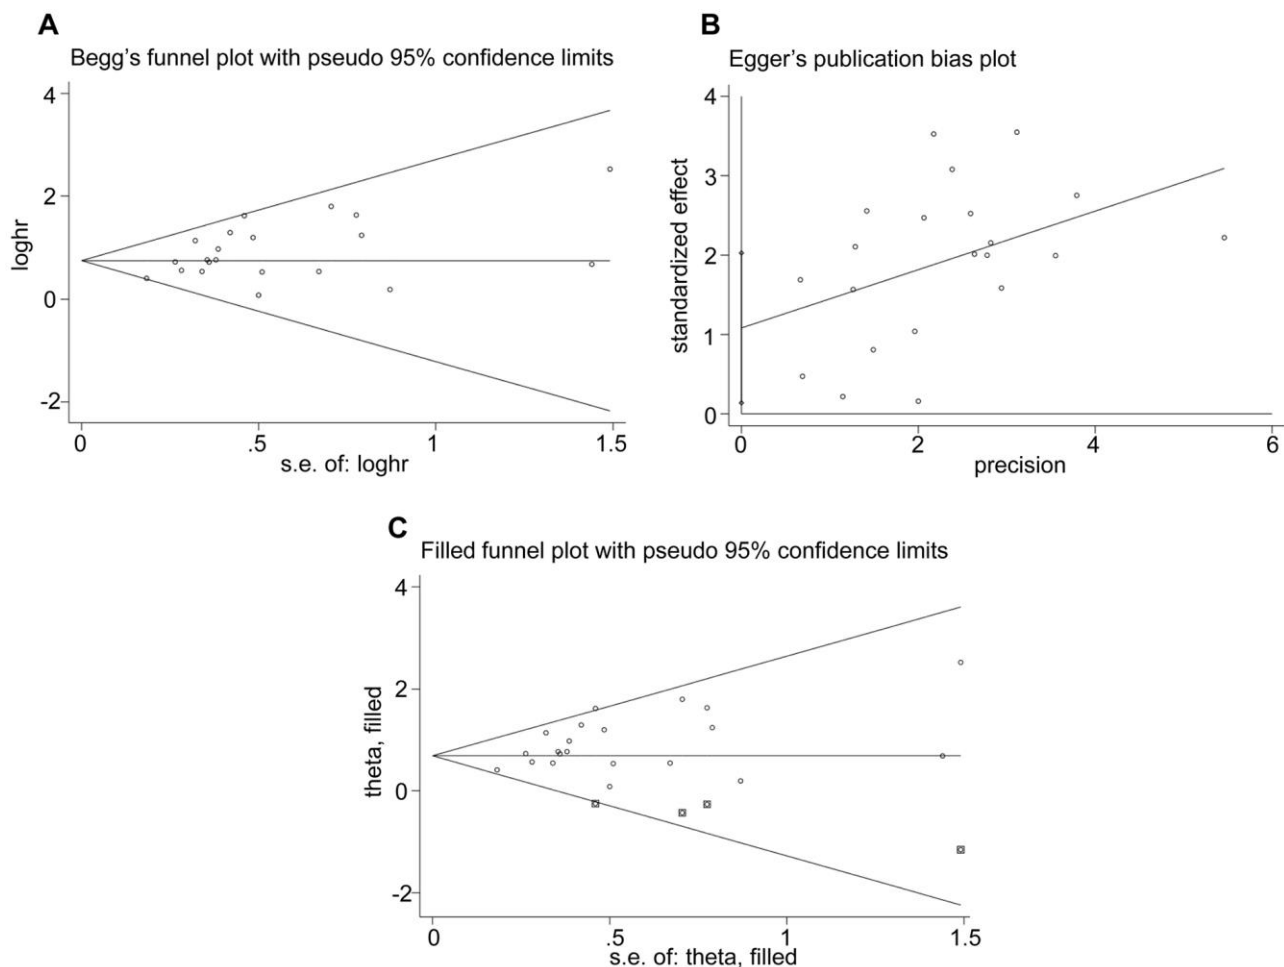 A
Begg's funnel plot with pseudo 95% confidence limits
4
2
0
-2
loghr
0 .5 1 1.5
s.e. of: loghr
B
Egger's publication bias plot
4
3
2
1
0
standardized effect
0 2 4 6
precision
C
Filled funnel plot with pseudo 95% confidence limits
4
2
0
-2
theta, filled
0 .5 1 1.5
s.e. of: theta, filled